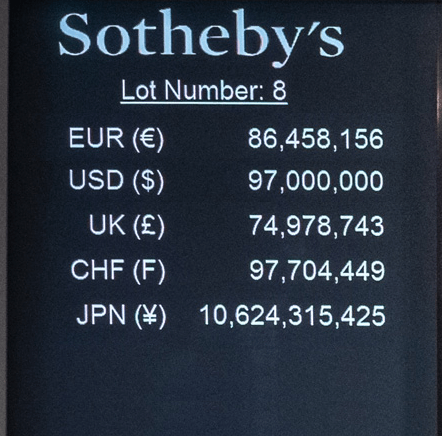 Sotheby's
Lot Number: 8
EUR (€) 86,458,156
USD ($) 97,000,000
UK (£) 74,978,743
CHF (F) 97,704,449
JPN (¥) 10,624,315,425